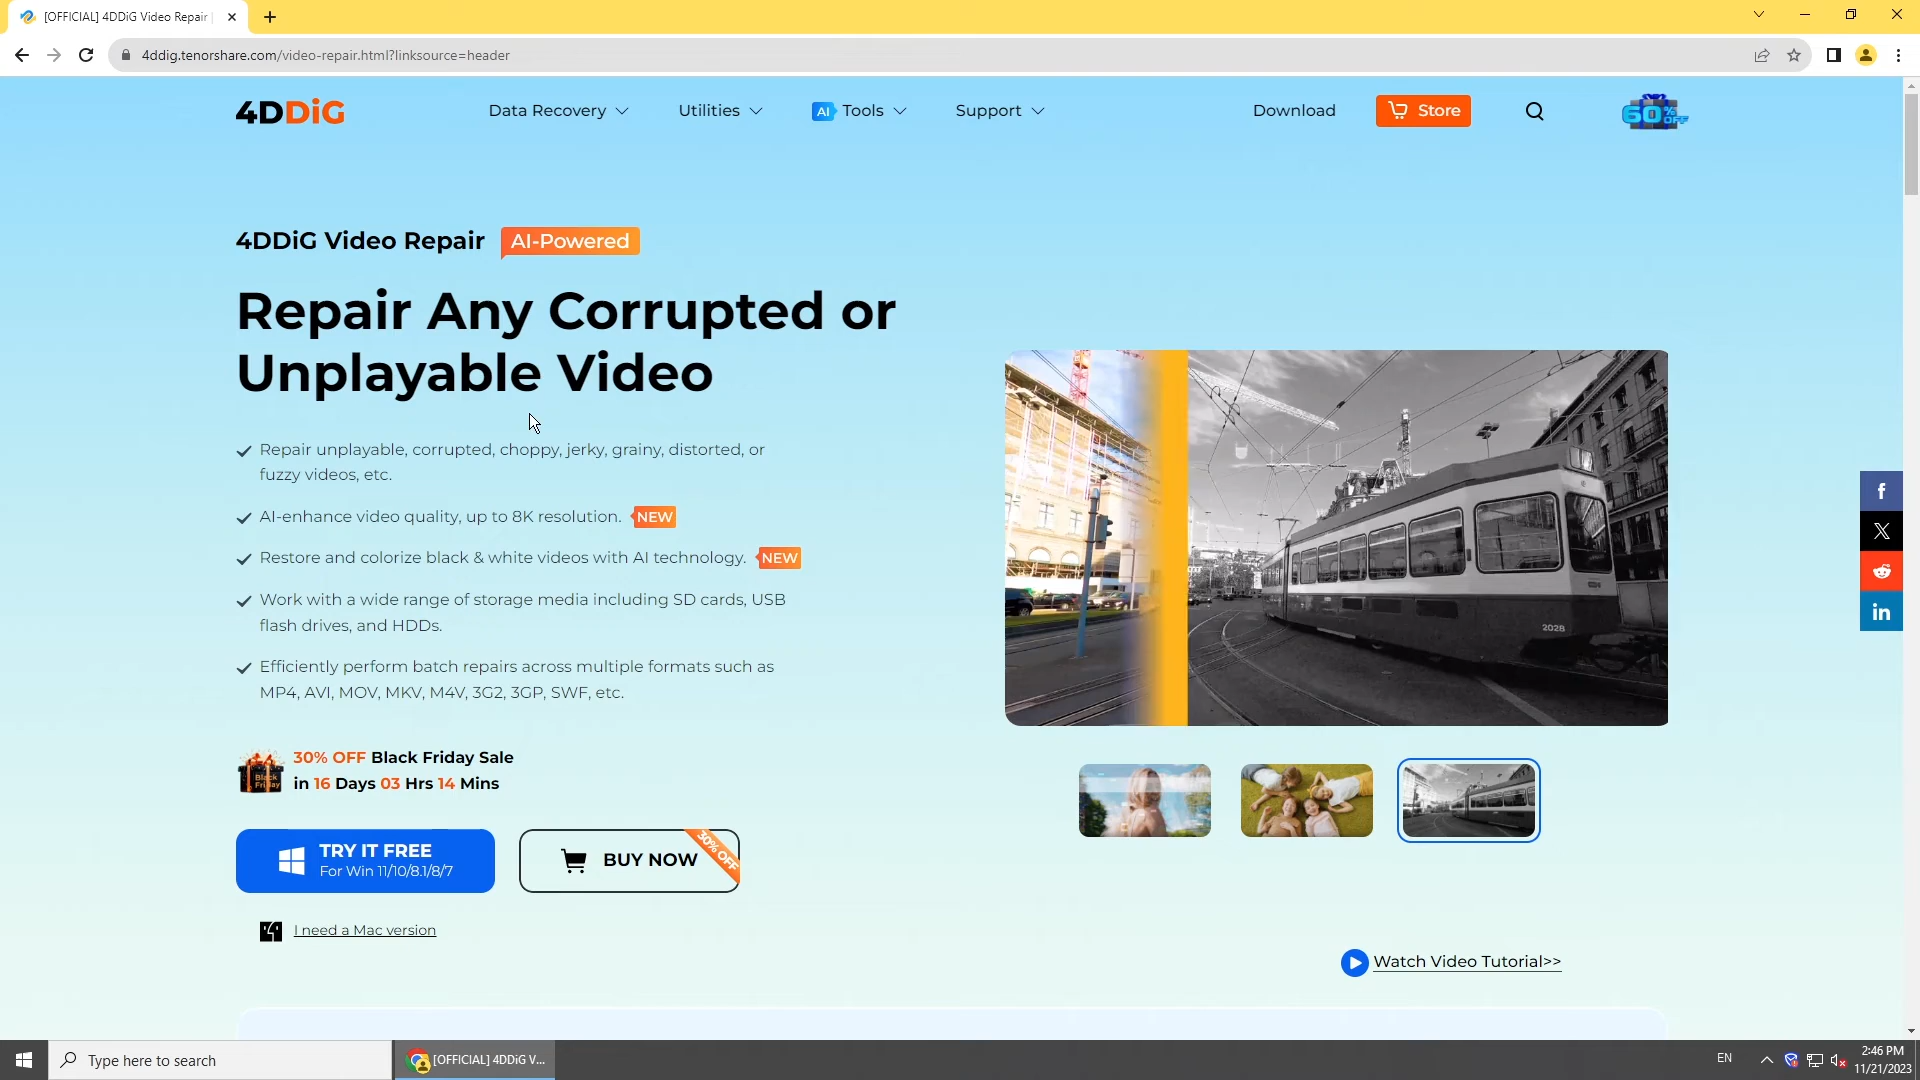 [OFFICIAL] 4DDiG Video Repair |
4ddig.tenorshare.com/video-repair.html?linksource=header
4DDiG
Data Recovery
Utilities
AI Tools
Support
Download
Store
60% OFF
4DDiG Video Repair
AI-Powered
Repair Any Corrupted or
Unplayable Video
Repair unplayable, corrupted, choppy, jerky, grainy, distorted, or
fuzzy videos, etc.
AI-enhance video quality, up to 8K resolution. NEW
Restore and colorize black & white videos with AI technology. NEW
Work with a wide range of storage media including SD cards, USB
flash drives, and HDDs.
Efficiently perform batch repairs across multiple formats such as
MP4, AVI, MOV, MKV, M4V, 3G2, 3GP, SWF, etc.
2028
Black
Friday
30% OFF Black Friday Sale
in 16 Days 03 Hrs 14 Mins
TRY IT FREE
For Win 11/10/8.1/8/7
BUY NOW
30% OFF
I need a Mac version
Watch Video Tutorial>>
f
X
in
Type here to search
[OFFICIAL] 4DDiG V...
EN
2:46 PM
11/21/2023